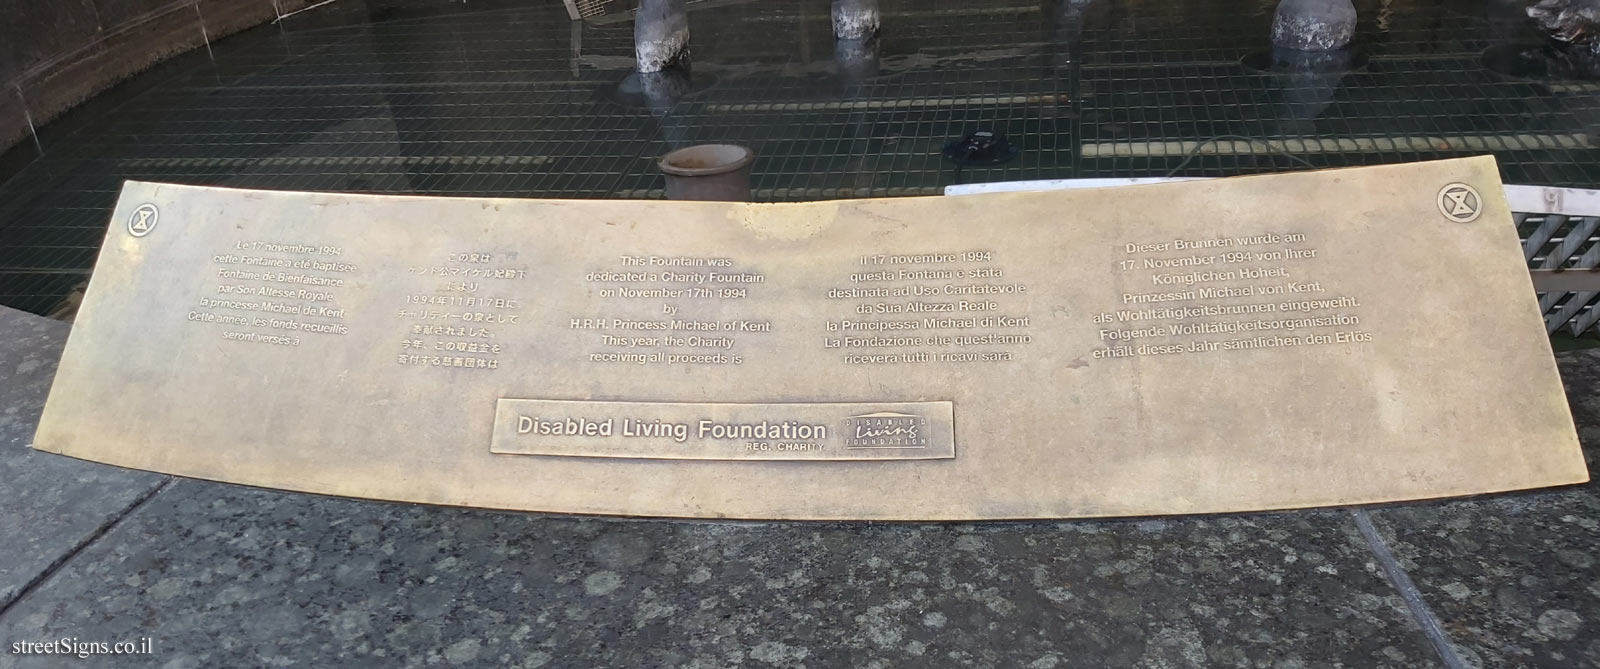 Le 17 novembre 1994
cette Fontaine a été baptisée
Fontaine de Bienfaisance
par Son Altesse Royale
la princesse Michael de Kent
Cette année, les fonds recueillis
seront versés à
この泉は
ケント公マイケル妃殿下
により
1994年11月17日に、
チャリティーの泉として
奉献されました。
今年、この収益金を
寄付する慈善団体は
This Fountain was
dedicated a Charity Fountain
on November 17th 1994
by
H.R.H. Princess Michael of Kent
This year, the Charity
receiving all proceeds is
Il 17 novembre 1994
questa Fontana è stata
destinata ad Uso Caritatevole
da Sua Altezza Reale
la Principessa Michael di Kent
La Fondazione che quest'anno
riceverà tutti i ricavi sarà
Dieser Brunnen wurde am
17. November 1994 von Ihrer
Königlichen Hoheit,
Prinzessin Michael von Kent,
als Wohltätigkeitsbrunnen eingeweiht.
Folgende Wohltätigkeitsorganisation
erhält dieses Jahr sämtlichen den Erlös
Disabled Living Foundation
REG. CHARITY
DISABLED
Living
FOUNDATION
streetSigns.co.il